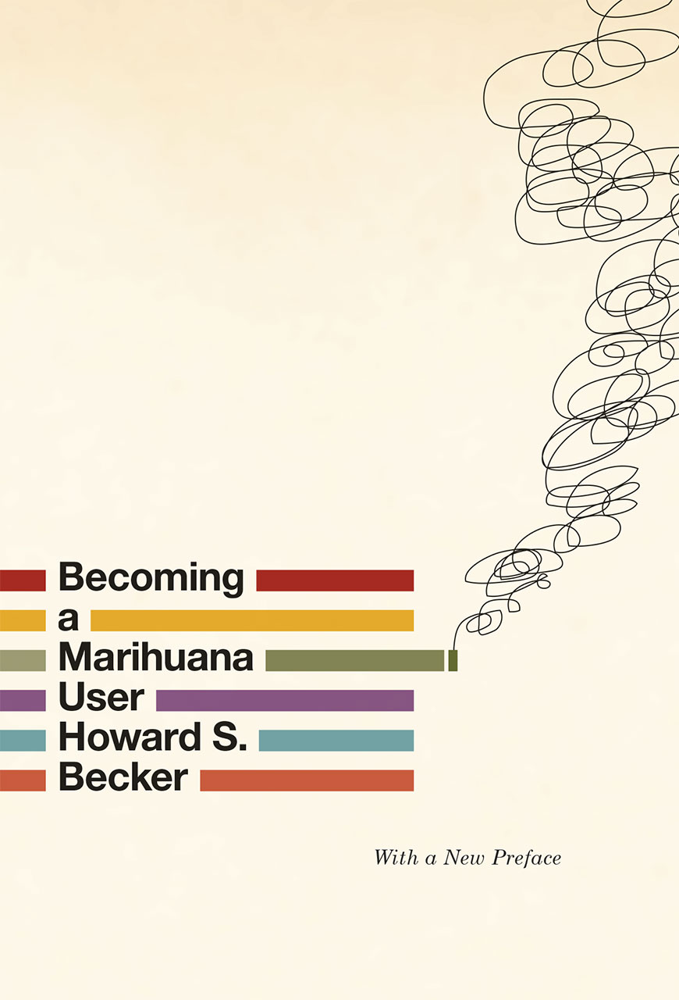 Becoming
a
Marihuana
User
Howard S.
Becker
With a New Preface